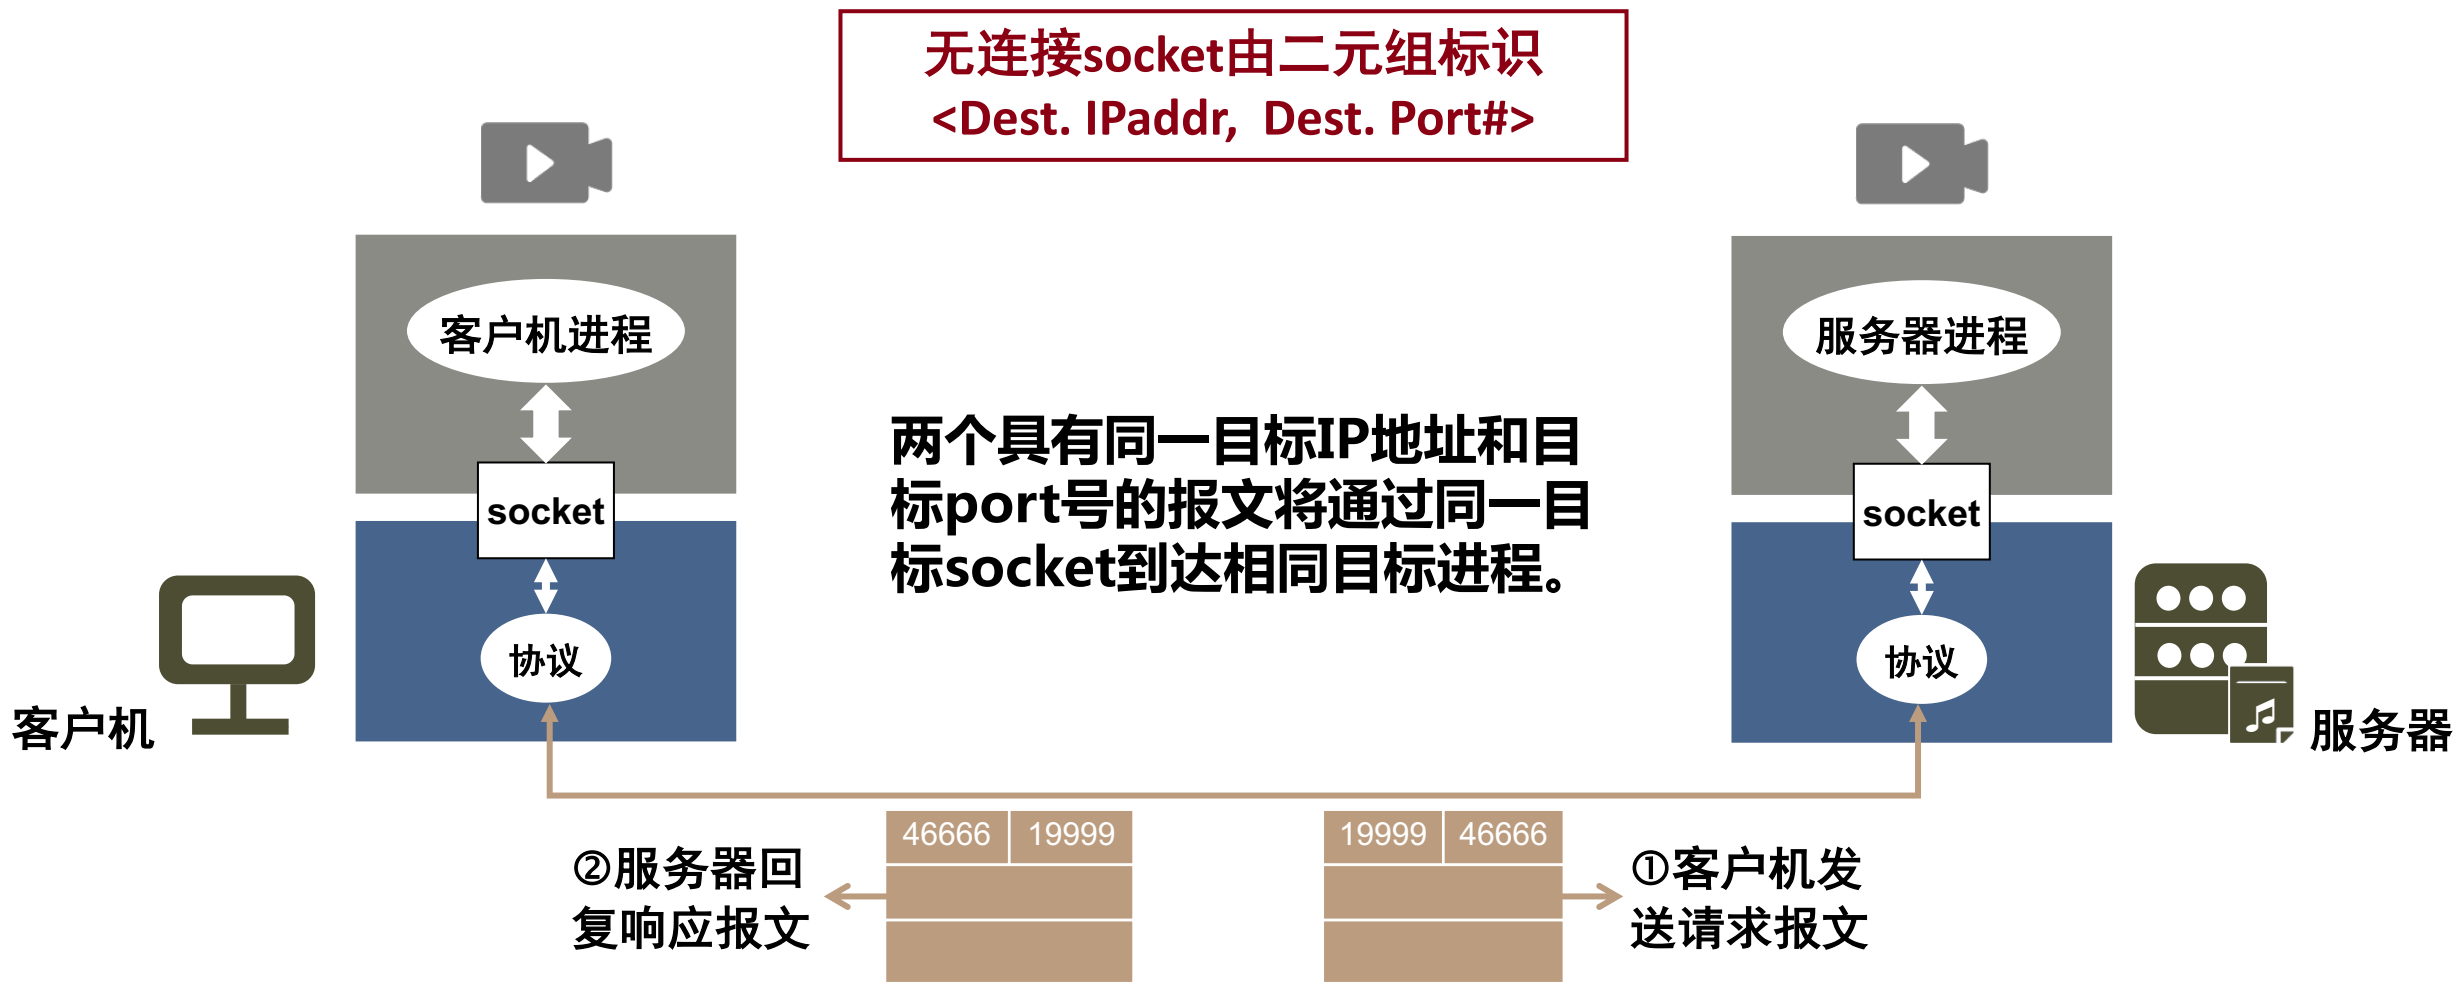 无连接socket由二元组标识
<Dest. IPaddr, Dest. Port#>
客户机进程
服务器进程
socket
socket
两个具有同一目标IP地址和目
标port号的报文将通过同一目
标socket到达相同目标进程。
协议
协议
客户机
服务器
46666 19999
19999 46666
②服务器回
复响应报文
①客户机发
送请求报文